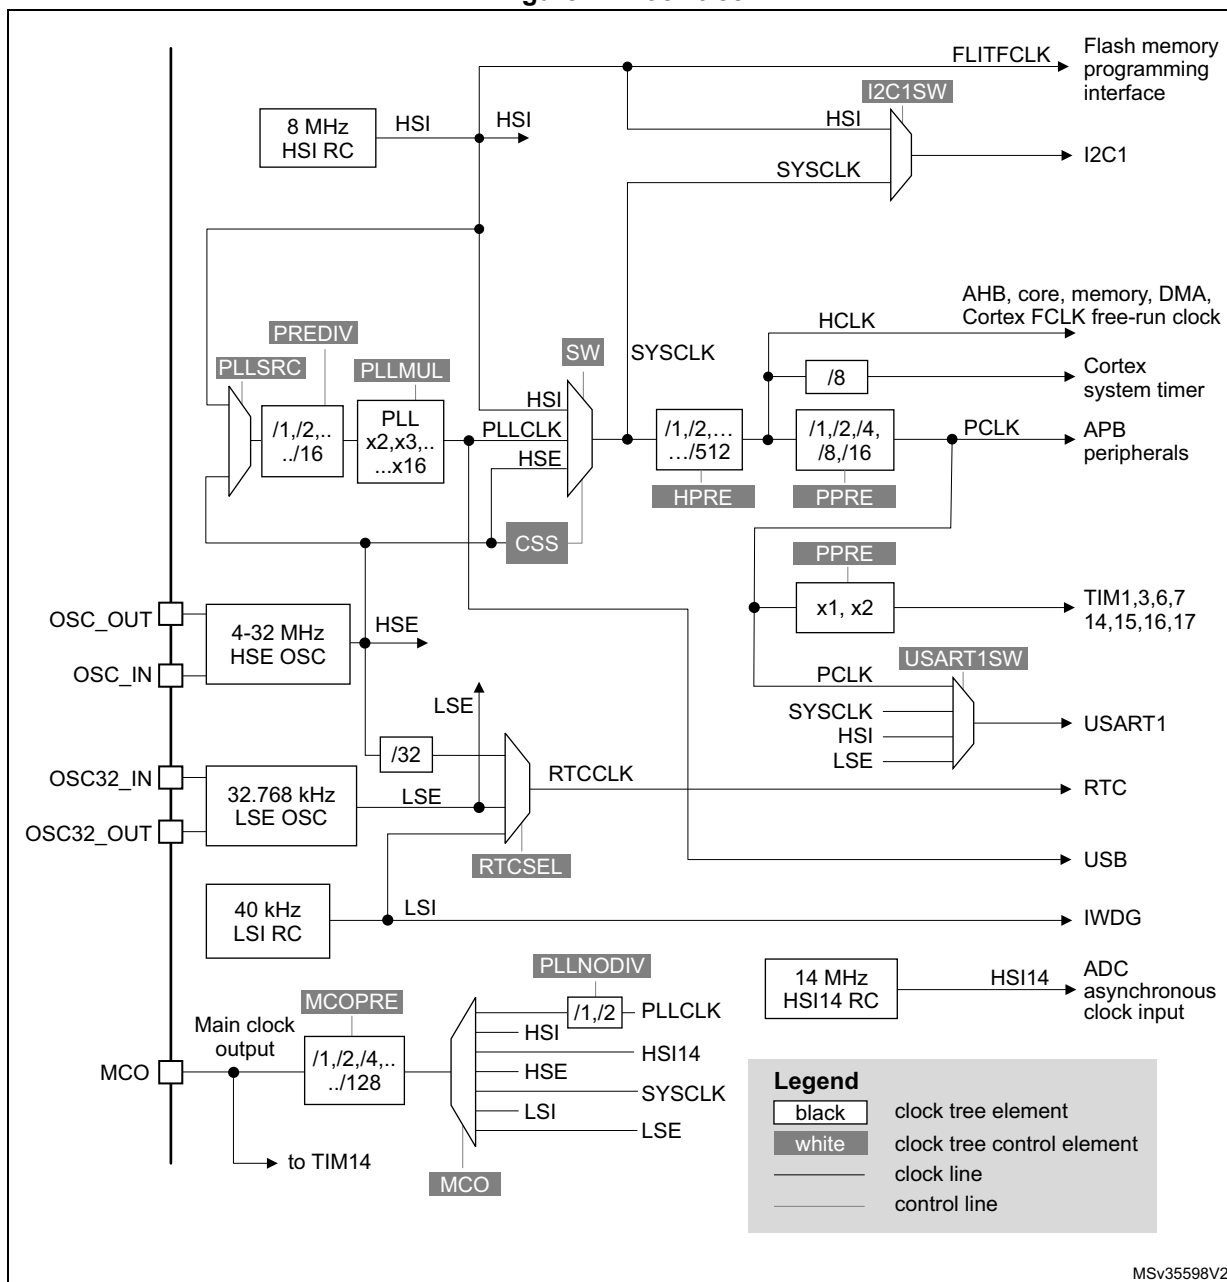 FLITFCLK
Flash memory
programming
interface
I2C1SW
8 MHz
HSI RC
HSI
HSI
HSI
I2C1
SYSCLK
AHB, core, memory, DMA,
Cortex FCLK free-run clock
HCLK
PREDIV
PLLSRC
PLLMUL
SW
SYSCLK
/8
Cortex
system timer
/1,/2,..
../16
PLL
x2,x3,..
...x16
HSI
PLLCLK
HSE
/1,/2,…
…/512
/1,/2,/4,
/8,/16
PCLK
APB
peripherals
HPRE
PPRE
CSS
PPRE
OSC_OUT
OSC_IN
4-32 MHz
HSE OSC
HSE
x1, x2
TIM1,3,6,7
14,15,16,17
USART1SW
PCLK
SYSCLK
HSI
LSE
USART1
LSE
/32
OSC32_IN
OSC32_OUT
32.768 kHz
LSE OSC
LSE
RTCCLK
RTC
RTCSEL
USB
40 kHz
LSI RC
LSI
IWDG
PLLNODIV
14 MHz
HSI14 RC
HSI14
ADC
asynchronous
clock input
MCOPRE
Main clock
output
/1,/2
PLLCLK
HSI
HSI14
HSE
SYSCLK
LSI
LSE
MCO
/1,/2,/4,..
../128
to TIM14
MCO
Legend
black
clock tree element
white
clock tree control element
clock line
control line
MSv35598V2